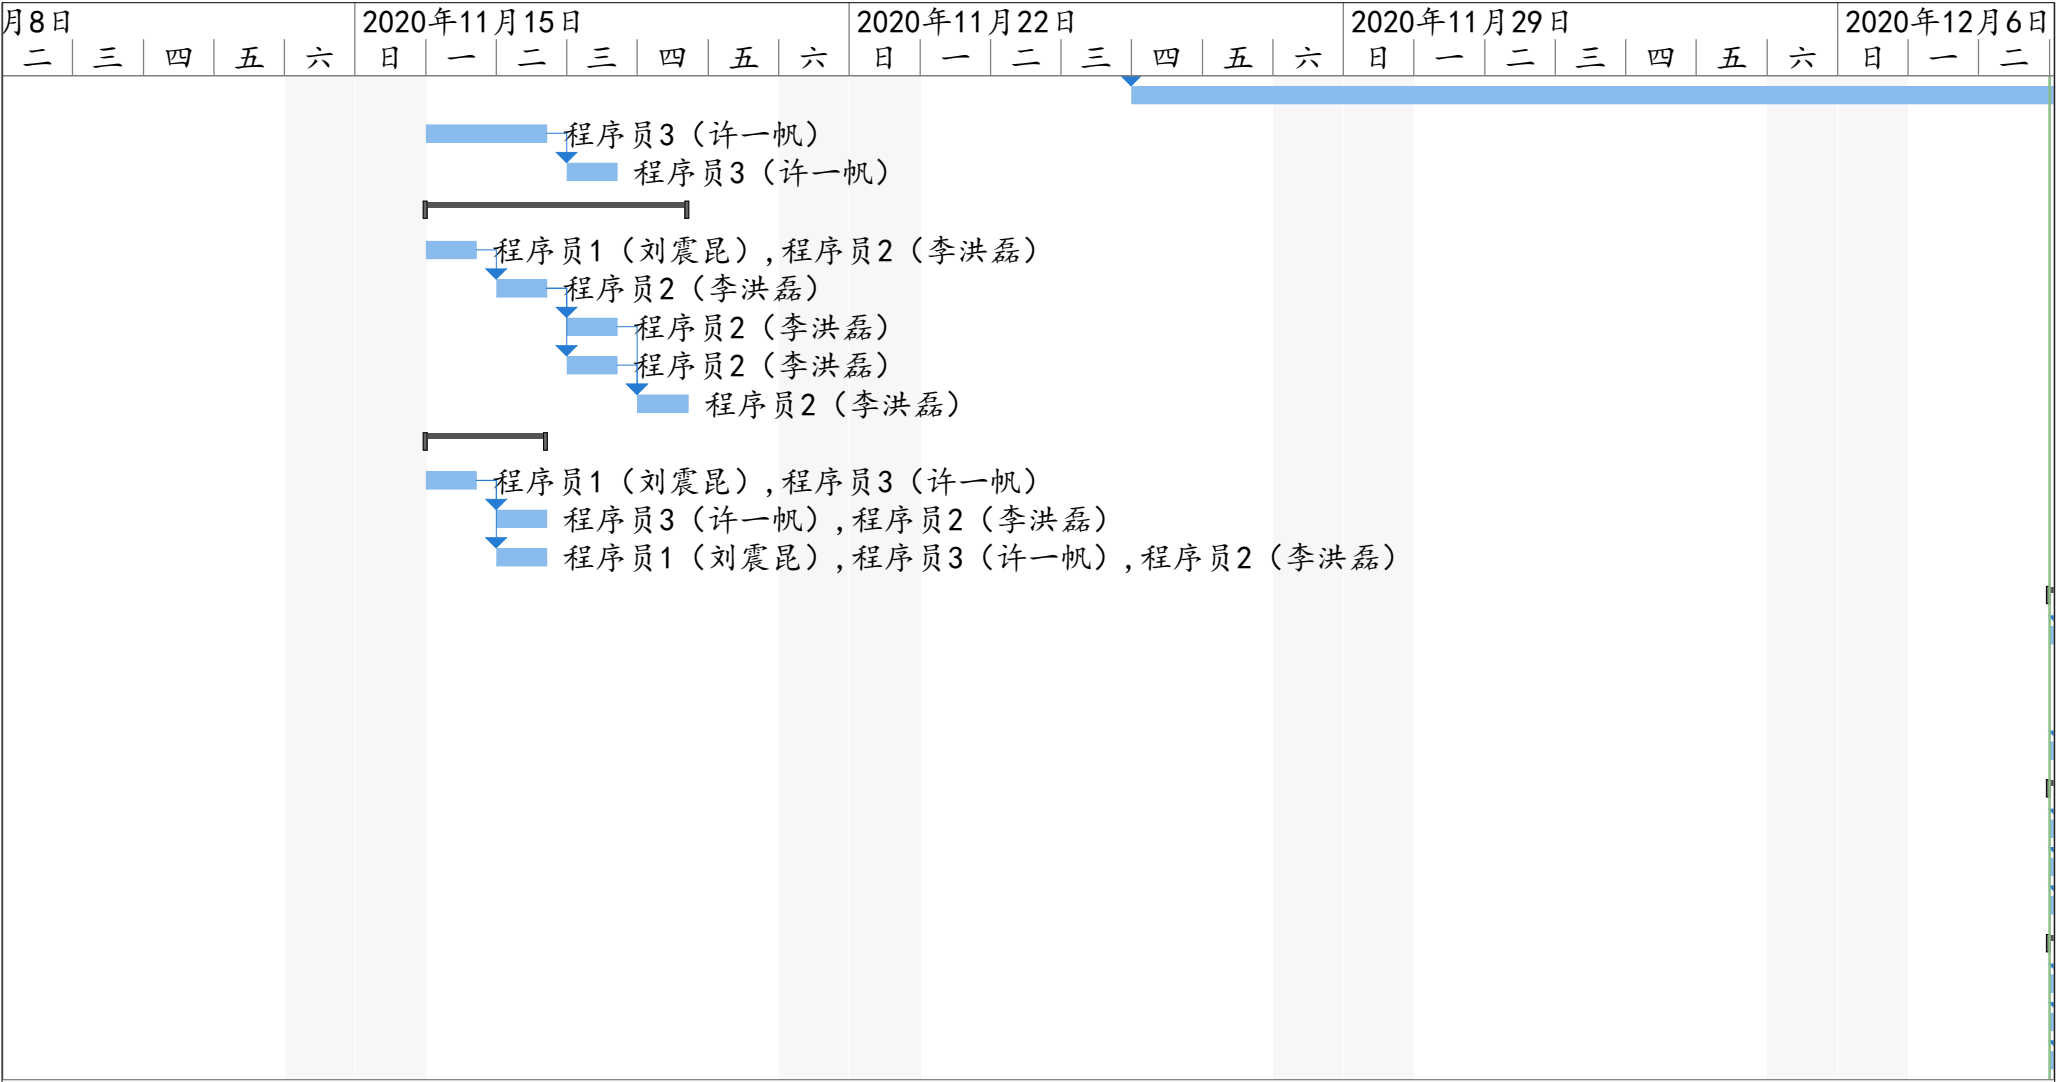 月8日 2020年11月15日 2020年11月22日 2020年11月29日 2020年12月6日
二 三 四 五 六 日 一 二 三 四 五 六 日 一 二 三 四 五 六 日 一 二 三 四 五 六 日 一 二
程序员3（许一帆）
程序员3（许一帆）
程序员1（刘震昆）,程序员2（李洪磊）
程序员2（李洪磊）
程序员2（李洪磊）
程序员2（李洪磊）
程序员2（李洪磊）
程序员1（刘震昆）,程序员3（许一帆）
程序员3（许一帆）,程序员2（李洪磊）
程序员1（刘震昆）,程序员3（许一帆）,程序员2（李洪磊）